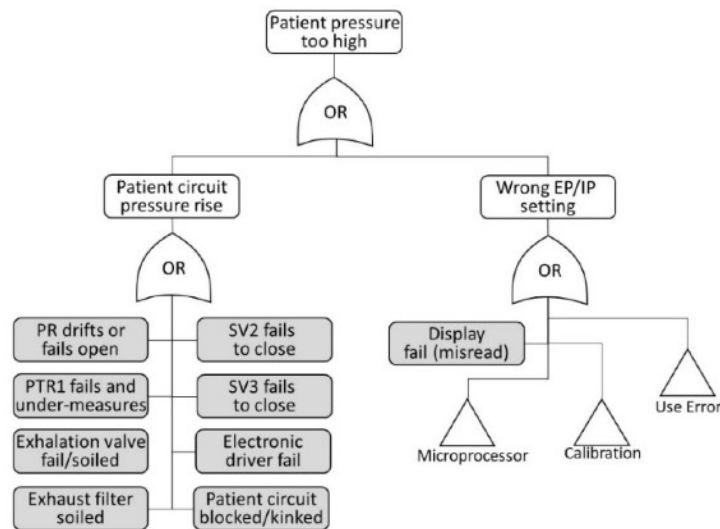 Patient pressure
too high
OR
Patient circuit
pressure rise
Wrong EP/IP
setting
OR
OR
PR drifts or
fails open
SV2 fails
to close
PTR1 fails and
under-measures
SV3 fails
to close
Exhalation valve
fail/soiled
Electronic
driver fail
Exhaust filter
soiled
Patient circuit
blocked/kinked
Display
fail (misread)
Microprocessor
Calibration
Use Error